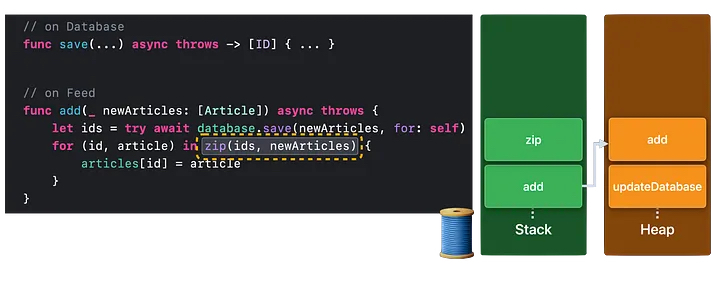 // on Database
func save(...) async throws -> [ID] { ... }
// on Feed
func add(_ newArticles: [Article]) async throws {
let ids = try await database.save(newArticles, for: self)
for (id, article) in zip(ids, newArticles) {
articles[id] = article
}
}
zip
add
Stack
add
updateDatabase
Heap